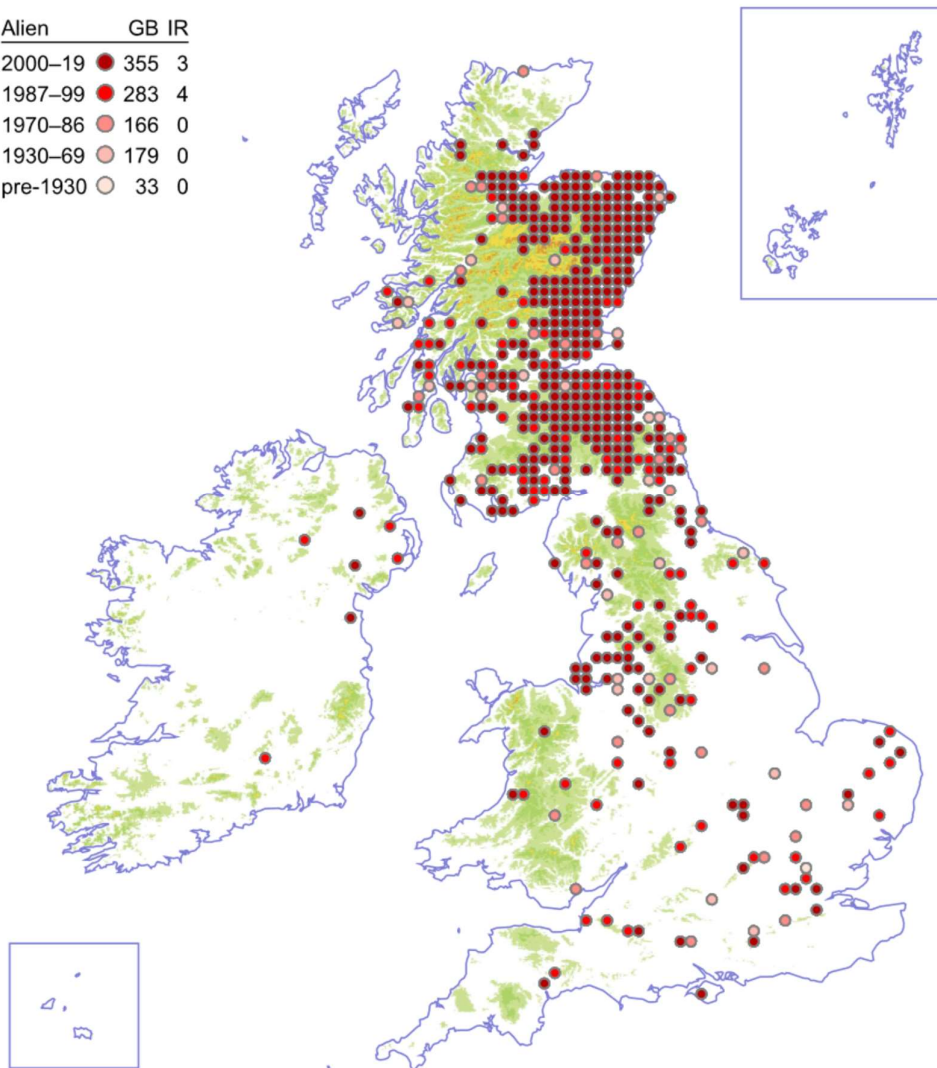 Alien GB IR
2000–19 355 3
1987–99 283 4
1970–86 166 0
1930–69 179 0
pre-1930 33 0